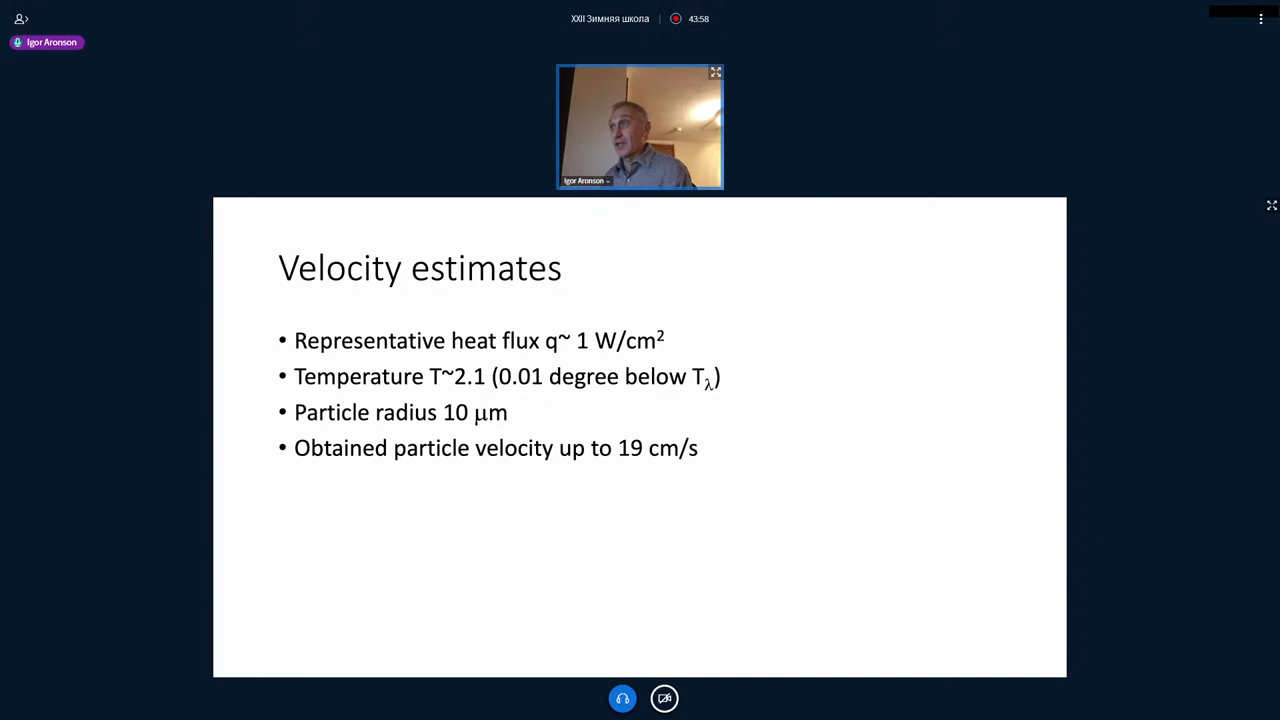 XXII Зимняя школа
43:58
Igor Aronson
Igor Aronson
Velocity estimates
• Representative heat flux q~ 1 W/cm²
• Temperature T~2.1 (0.01 degree below Tλ)
• Particle radius 10 μm
• Obtained particle velocity up to 19 cm/s